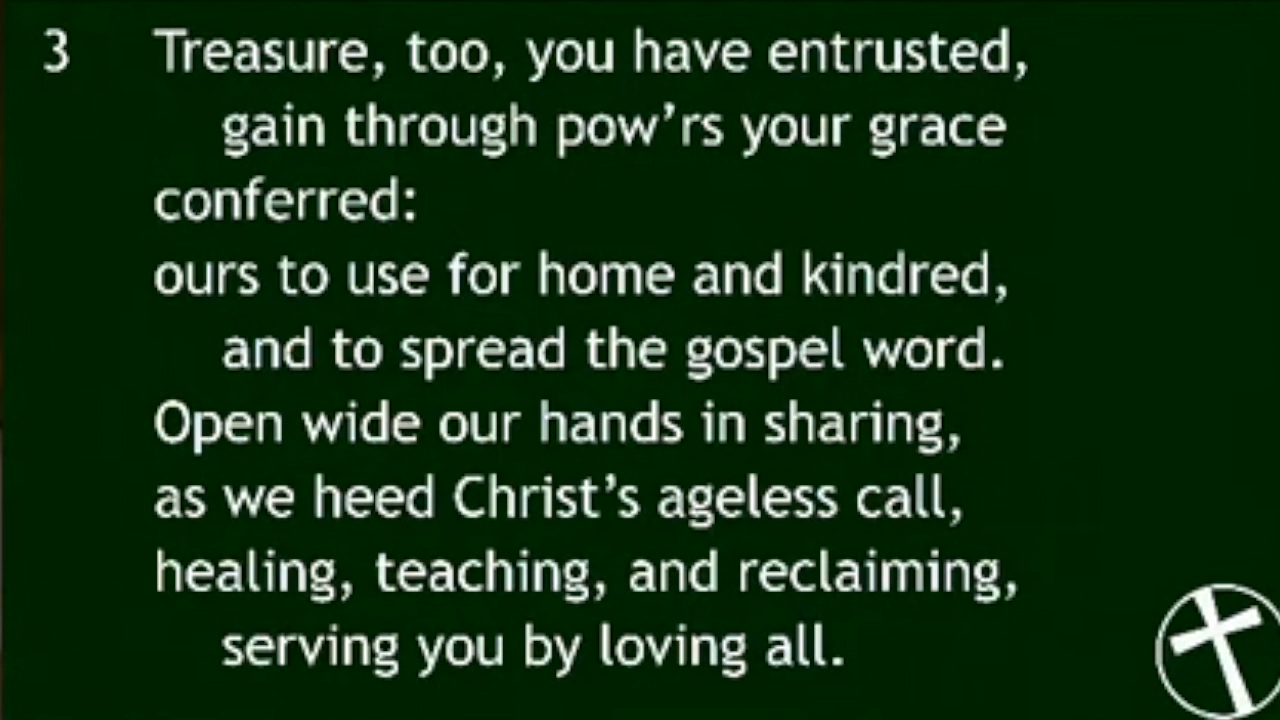 3 Treasure, too, you have entrusted,
gain through pow’rs your grace
conferred:
ours to use for home and kindred,
and to spread the gospel word.
Open wide our hands in sharing,
as we heed Christ’s ageless call,
healing, teaching, and reclaiming,
serving you by loving all.